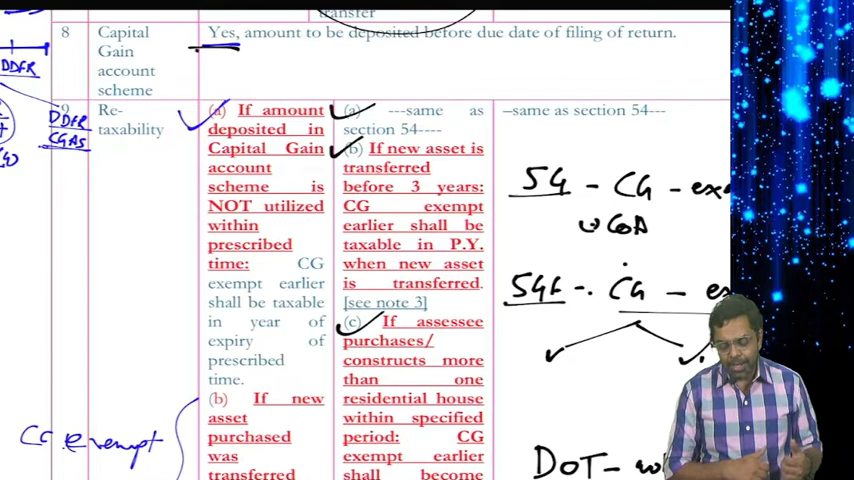 transfer
8 Capital Gain account scheme
Yes, amount to be deposited before due date of filing of return.
DDFR
9 Re-taxability
DDFR
CGAS
(a) If amount
deposited in
Capital Gain
account
scheme is
NOT utilized
within
prescribed
time: CG
exempt earlier
shall be taxable
in year of
expiry of
prescribed
time.
(b) If new
asset
purchased
was
transferred
(a) ---same as
section 54----
(b) If new asset is
transferred
before 3 years:
CG exempt
earlier shall be
taxable in P.Y.
when new asset
is transferred.
[see note 3]
(c) If assessee
purchases/
constructs more
than one
residential house
within specified
period: CG
exempt earlier
shall become
–same as section 54---
54 - CG - ex
CoA
54F - CG - ex
DOT -
CG exempt